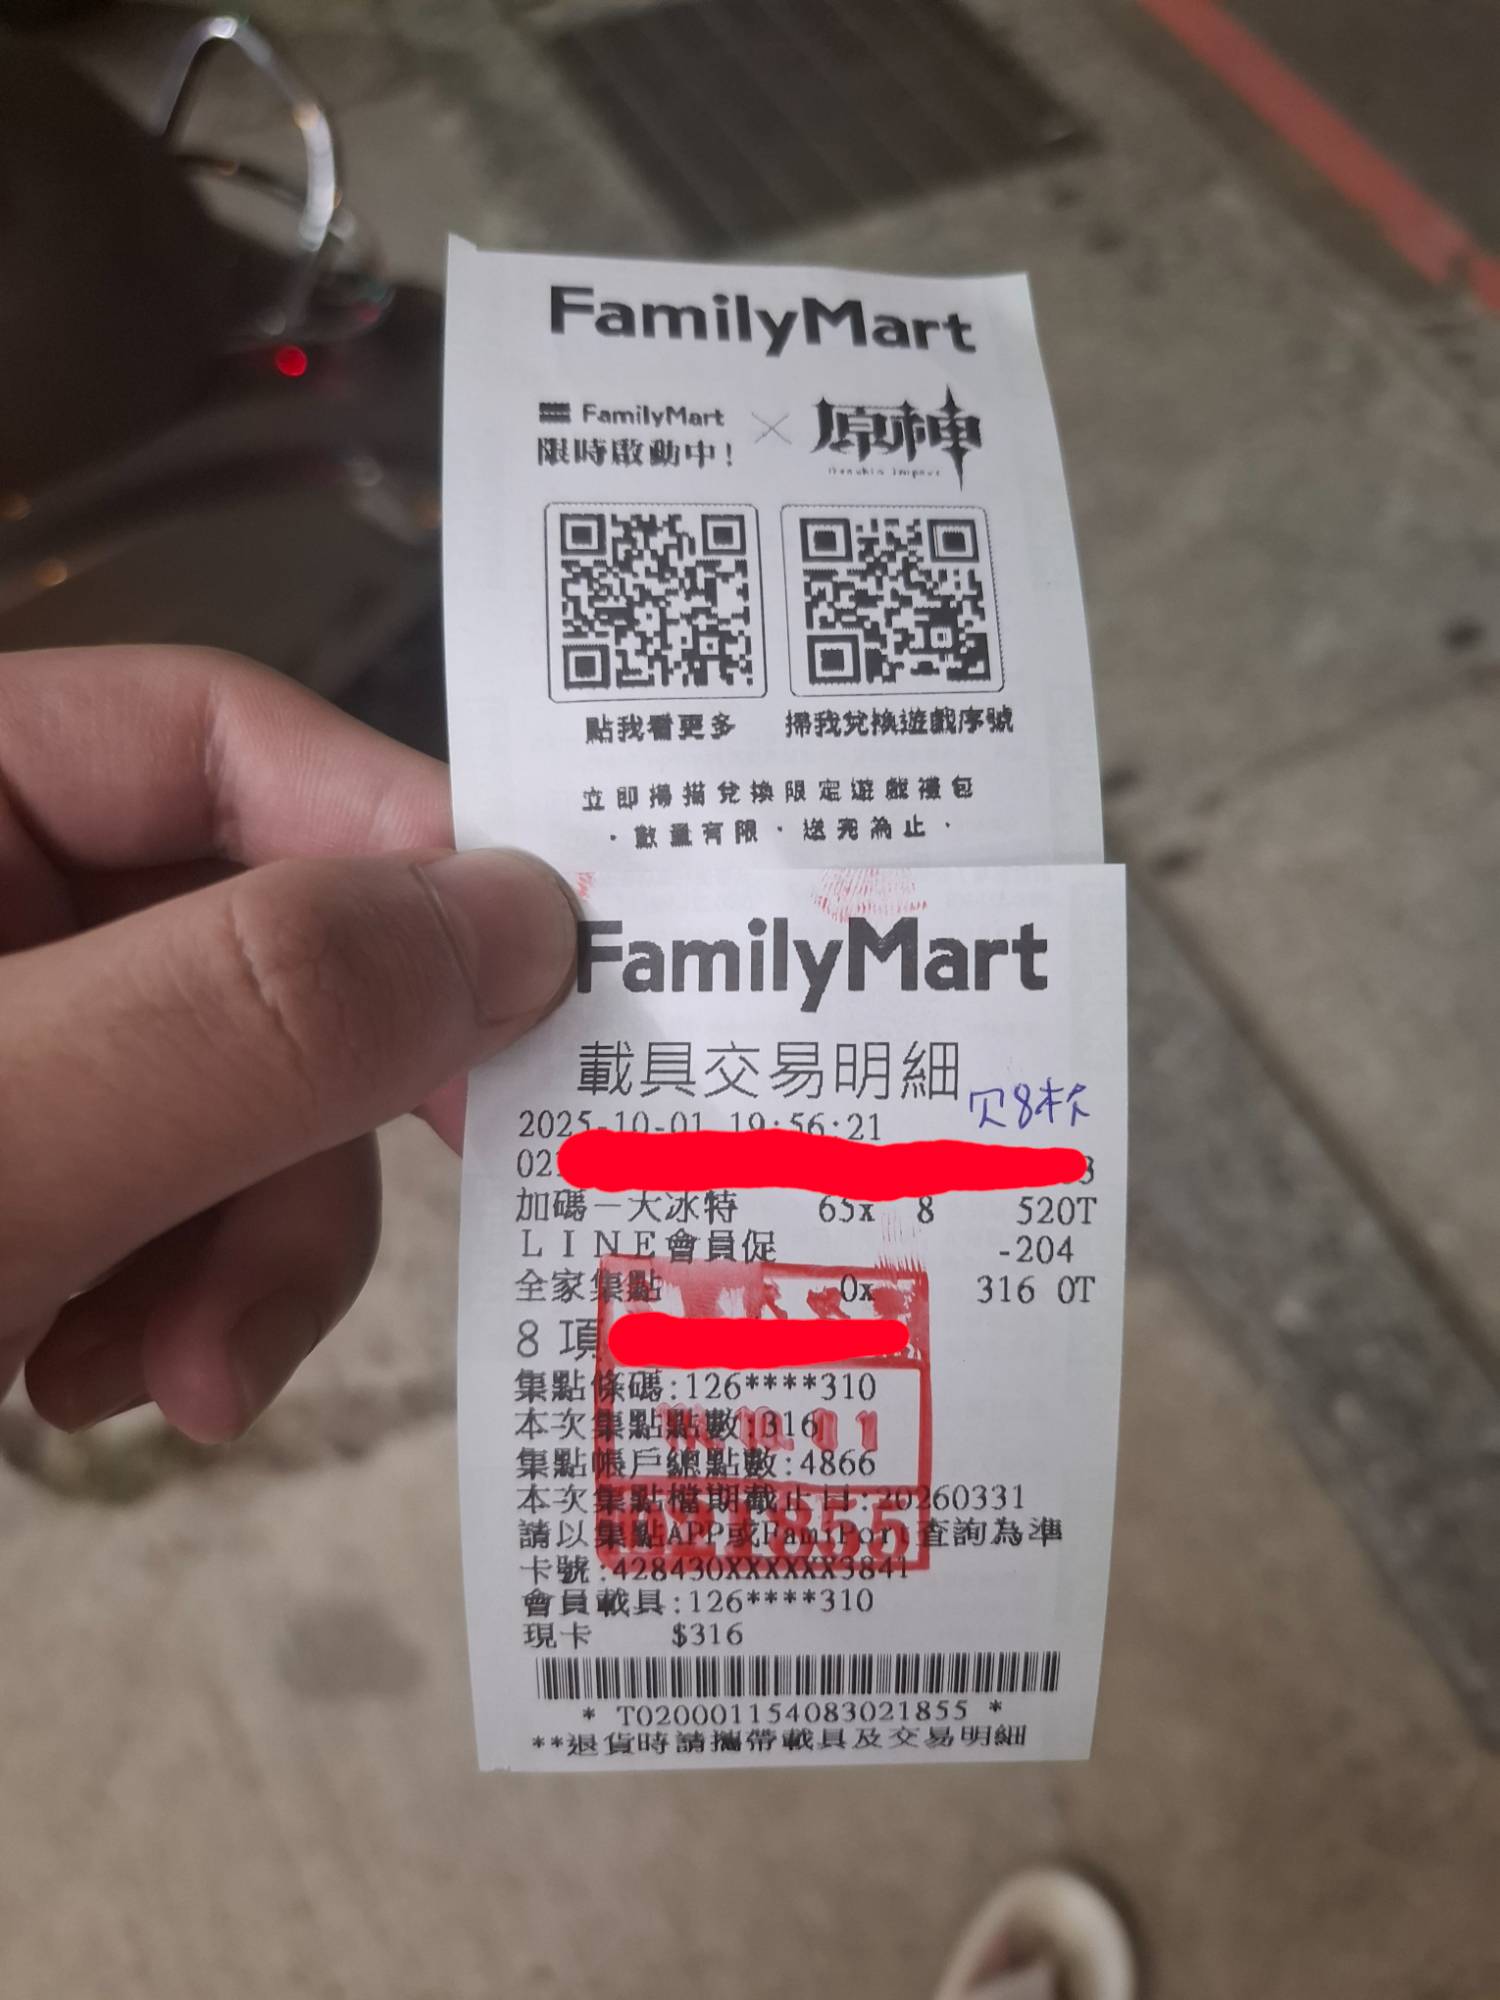 FamilyMart
FamilyMart
限時啟動中!
×
原神
Genshin Impact
點我看更多
掃我兌換遊戲序號
立即掃描兌換限定遊戲禮包
・數量有限・送完為止・
FamilyMart
載具交易明細
欠8杯
2025-10-01 19:56:21
02
3
加碼－大冰特 65x 8 520T
LINE會員促 -204
全家集點 0x 316 0T
8 項
集點條碼:126****310
本次集點點數:316
集點帳戶總點數:4866
本次集點檔期截止日:20260331
請以集點APP或FamiPort查詢為準
卡號:428430XXXXXX3841
會員載具:126****310
現卡 $316
* T020001154083021855 *
**退貨時請攜帶載具及交易明細